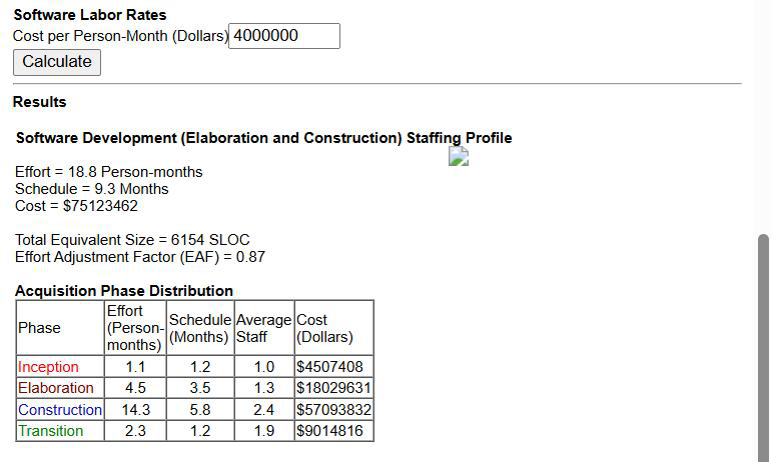 Software Labor Rates
Cost per Person-Month (Dollars) 4000000
Calculate
Results
Software Development (Elaboration and Construction) Staffing Profile
Effort = 18.8 Person-months
Schedule = 9.3 Months
Cost = $75123462
Total Equivalent Size = 6154 SLOC
Effort Adjustment Factor (EAF) = 0.87
Acquisition Phase Distribution
Phase Effort (Person-months) Schedule (Months) Average Staff Cost (Dollars)
Inception 1.1 1.2 1.0 $4507408
Elaboration 4.5 3.5 1.3 $18029631
Construction 14.3 5.8 2.4 $57093832
Transition 2.3 1.2 1.9 $9014816